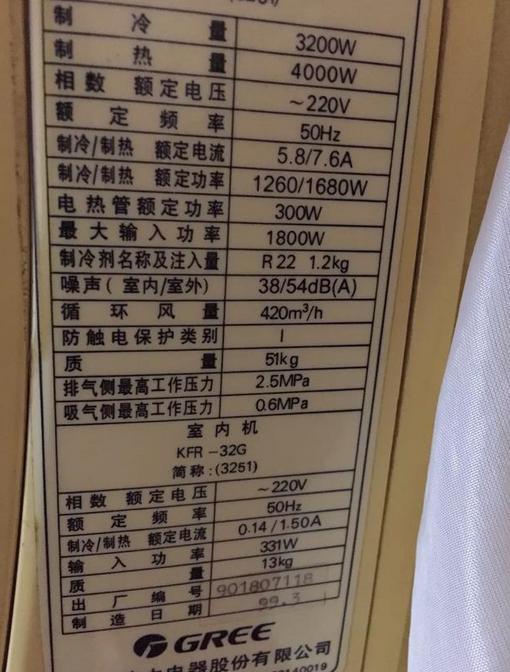 制冷量 3200W
制热量 4000W
相数 额定电压 ~220V
额定频率 50Hz
制冷/制热 额定电流 5.8/7.6A
制冷/制热 额定功率 1260/1680W
电热管额定功率 300W
最大输入功率 1800W
制冷剂名称及注入量 R22 1.2kg
噪声(室内/室外) 38/54dB(A)
循环风量 420m³/h
防触电保护类别 I
质量 51kg
排气侧最高工作压力 2.5MPa
吸气侧最高工作压力 0.6MPa
室内机
KFR-32G
简称:(3251)
相数 额定电压 ~220V
额定频率 50Hz
制冷/制热 额定电流 0.14/1.50A
输入功率 331W
质量 13kg
出厂编号 901807118
制造日期 99.3
GREE
电器股份有限公司